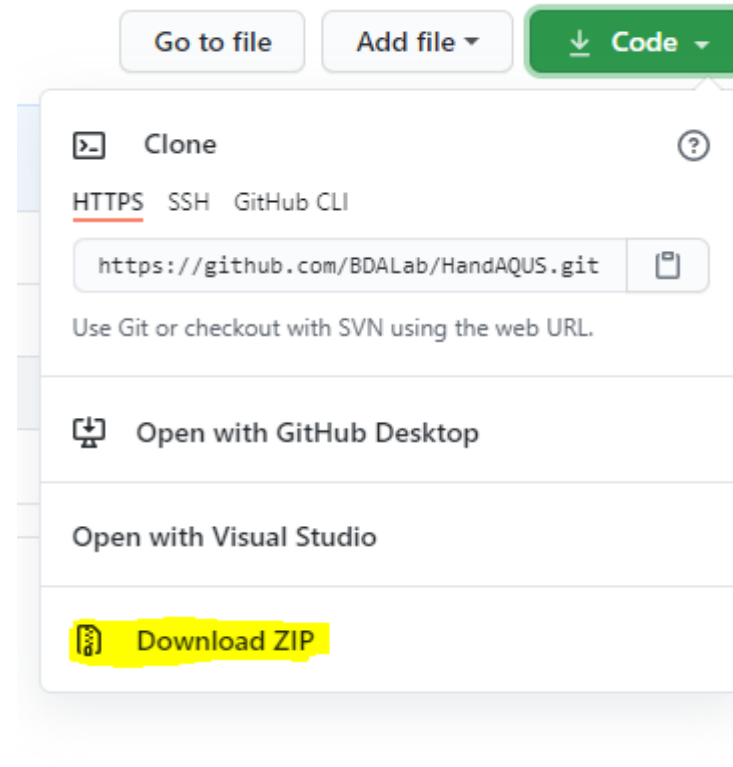 Go to file Add file Code
Clone
HTTPS SSH GitHub CLI
https://github.com/BDALab/HandAQUS.git
Use Git or checkout with SVN using the web URL.
Open with GitHub Desktop
Open with Visual Studio
Download ZIP